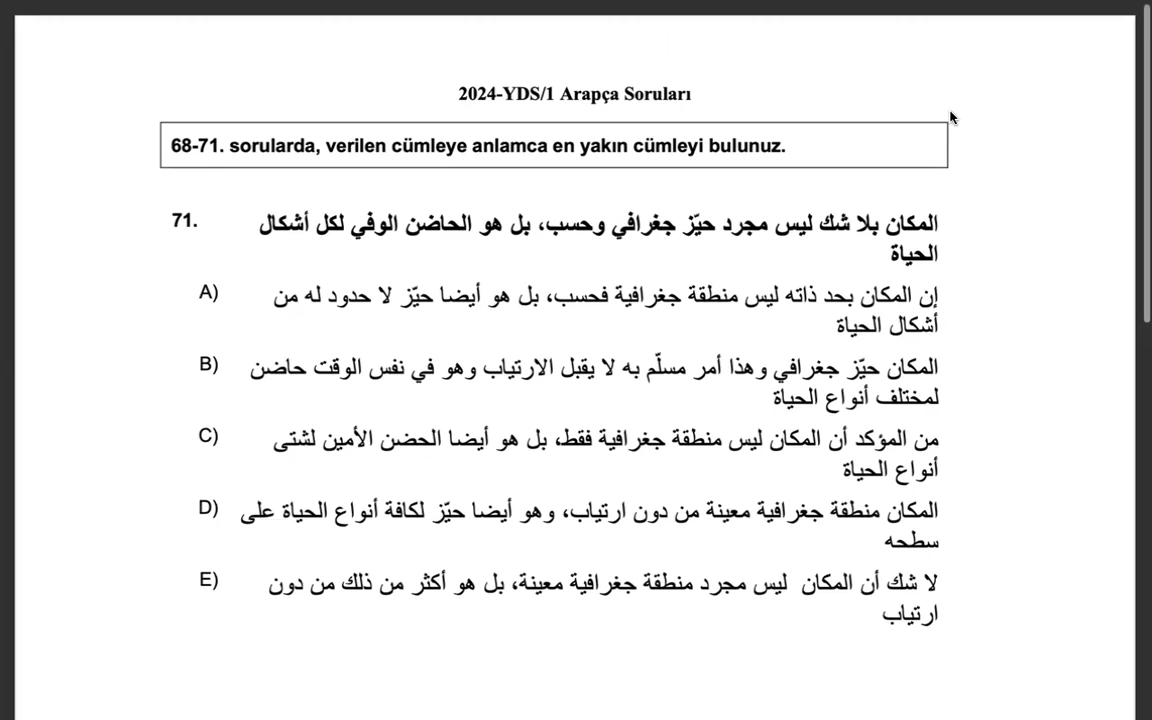 2024-YDS/1 Arapça Soruları
68-71. sorularda, verilen cümleye anlamca en yakın cümleyi bulunuz.
71. المكان بلا شك ليس مجرد حيّز جغرافي وحسب، بل هو الحاضن الوفي لكل أشكال
الحياة
A) إن المكان بحد ذاته ليس منطقة جغرافية فحسب، بل هو أيضا حيّز لا حدود له من
أشكال الحياة
B) المكان حيّز جغرافي وهذا أمر مسلّم به لا يقبل الارتياب وهو في نفس الوقت حاضن
لمختلف أنواع الحياة
C) من المؤكد أن المكان ليس منطقة جغرافية فقط، بل هو أيضا الحضن الأمين لشتى
أنواع الحياة
D) المكان منطقة جغرافية معينة من دون ارتياب، وهو أيضا حيّز لكافة أنواع الحياة على
سطحه
E) لا شك أن المكان ليس مجرد منطقة جغرافية معينة، بل هو أكثر من ذلك من دون
ارتياب